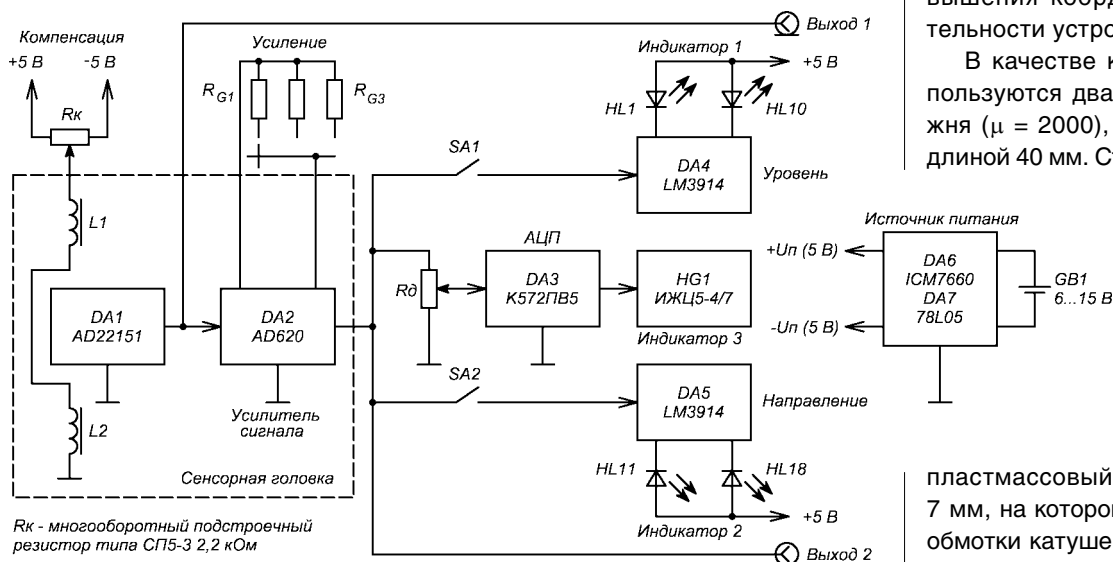 Компенсация
+5 В
-5 В
Rк
L1
L2
DA1
AD22151
DA2
AD620
Усилитель
сигнала
Сенсорная головка
Усиление
RG1
RG3
Rк - многооборотный подстроечный
резистор типа СП5-3 2,2 кОм
Выход 1
Индикатор 1
+5 В
HL1
HL10
SA1
DA4
LM3914
Уровень
АЦП
Rд
DA3
К572ПВ5
HG1
ИЖЦ5-4/7
Индикатор 3
SA2
DA5
LM3914
Направление
HL11
HL18
+5 В
Индикатор 2
Выход 2
Источник питания
+Uп (5 В)
-Uп (5 В)
DA6
ICM7660
DA7
78L05
GB1
6...15 В
вышения коорд
тельности устро
В качестве к
пользуются два
жня (μ = 2000),
длиной 40 мм. С
пластмассовый
7 мм, на которо
обмотки катуше